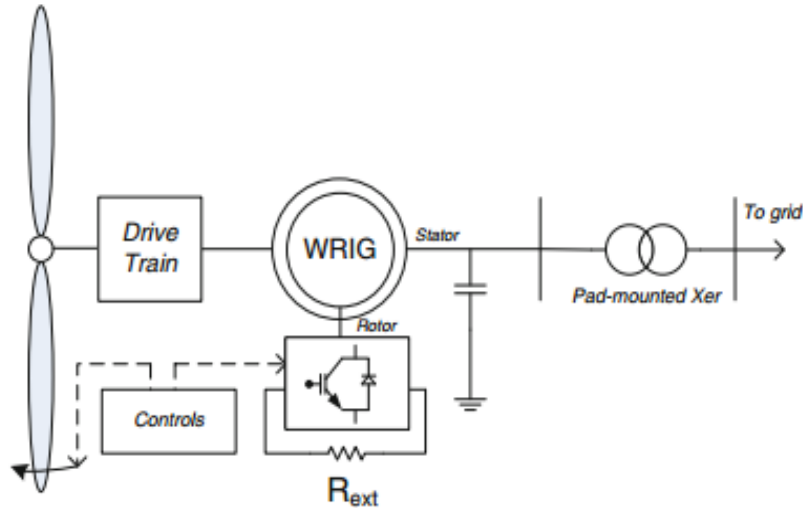 Drive
Train
WRIG
Stator
To grid
Pad-mounted Xer
Rotor
Controls
Rext